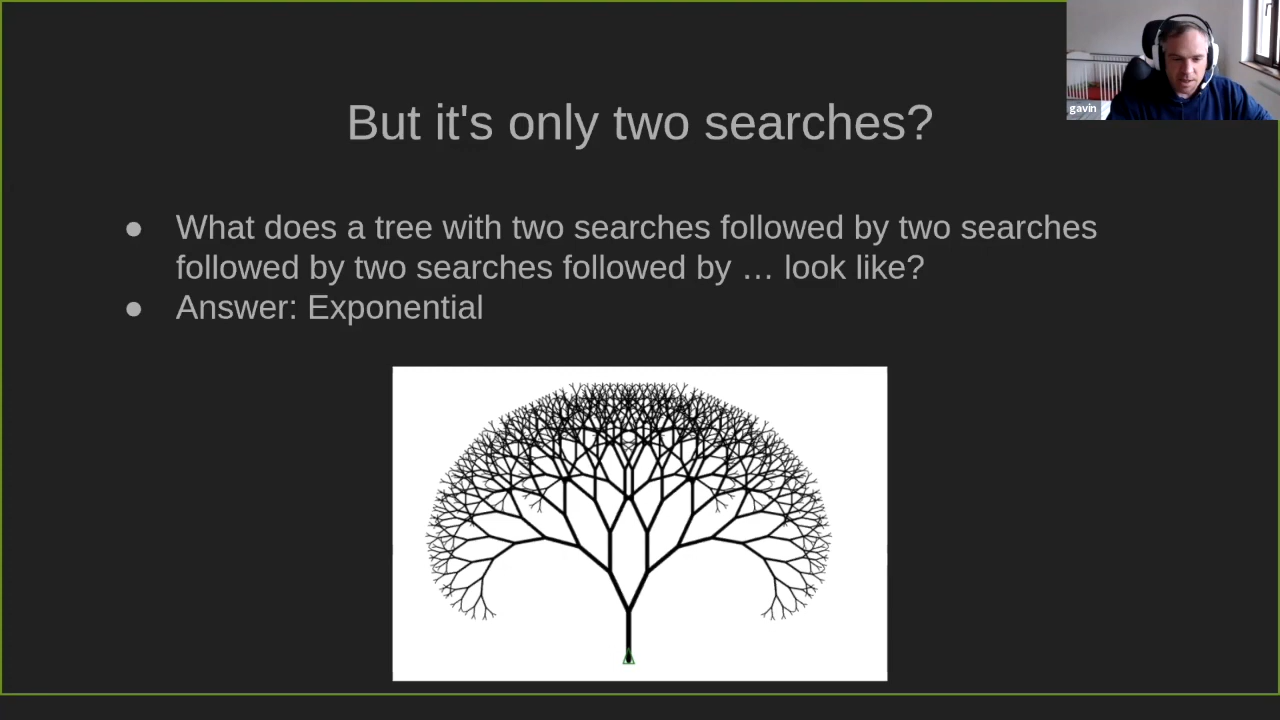 But it's only two searches?
● What does a tree with two searches followed by two searches
followed by two searches followed by … look like?
● Answer: Exponential
gavin